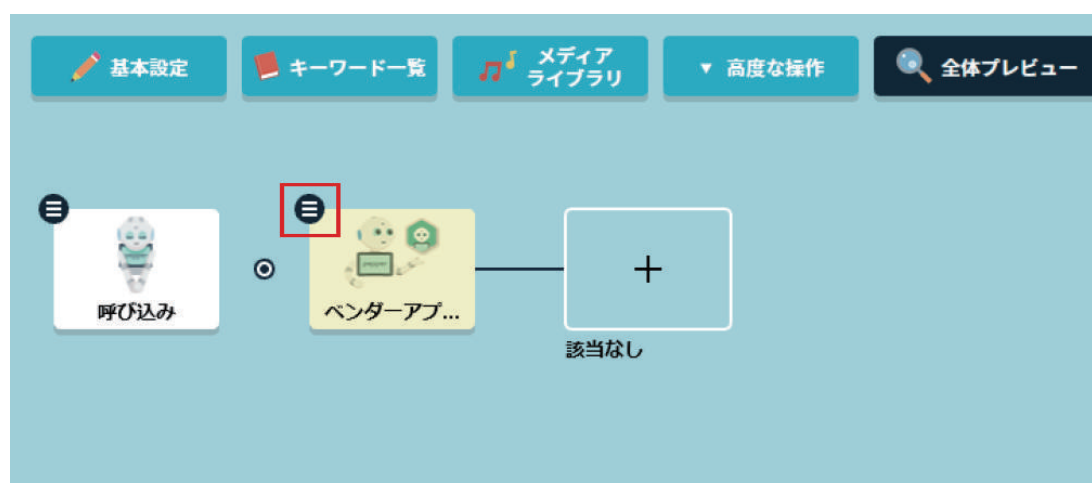 基本設定
キーワード一覧
メディア
ライブラリ
▼ 高度な操作
全体プレビュー
呼び込み
ベンダーアプ...
+
該当なし